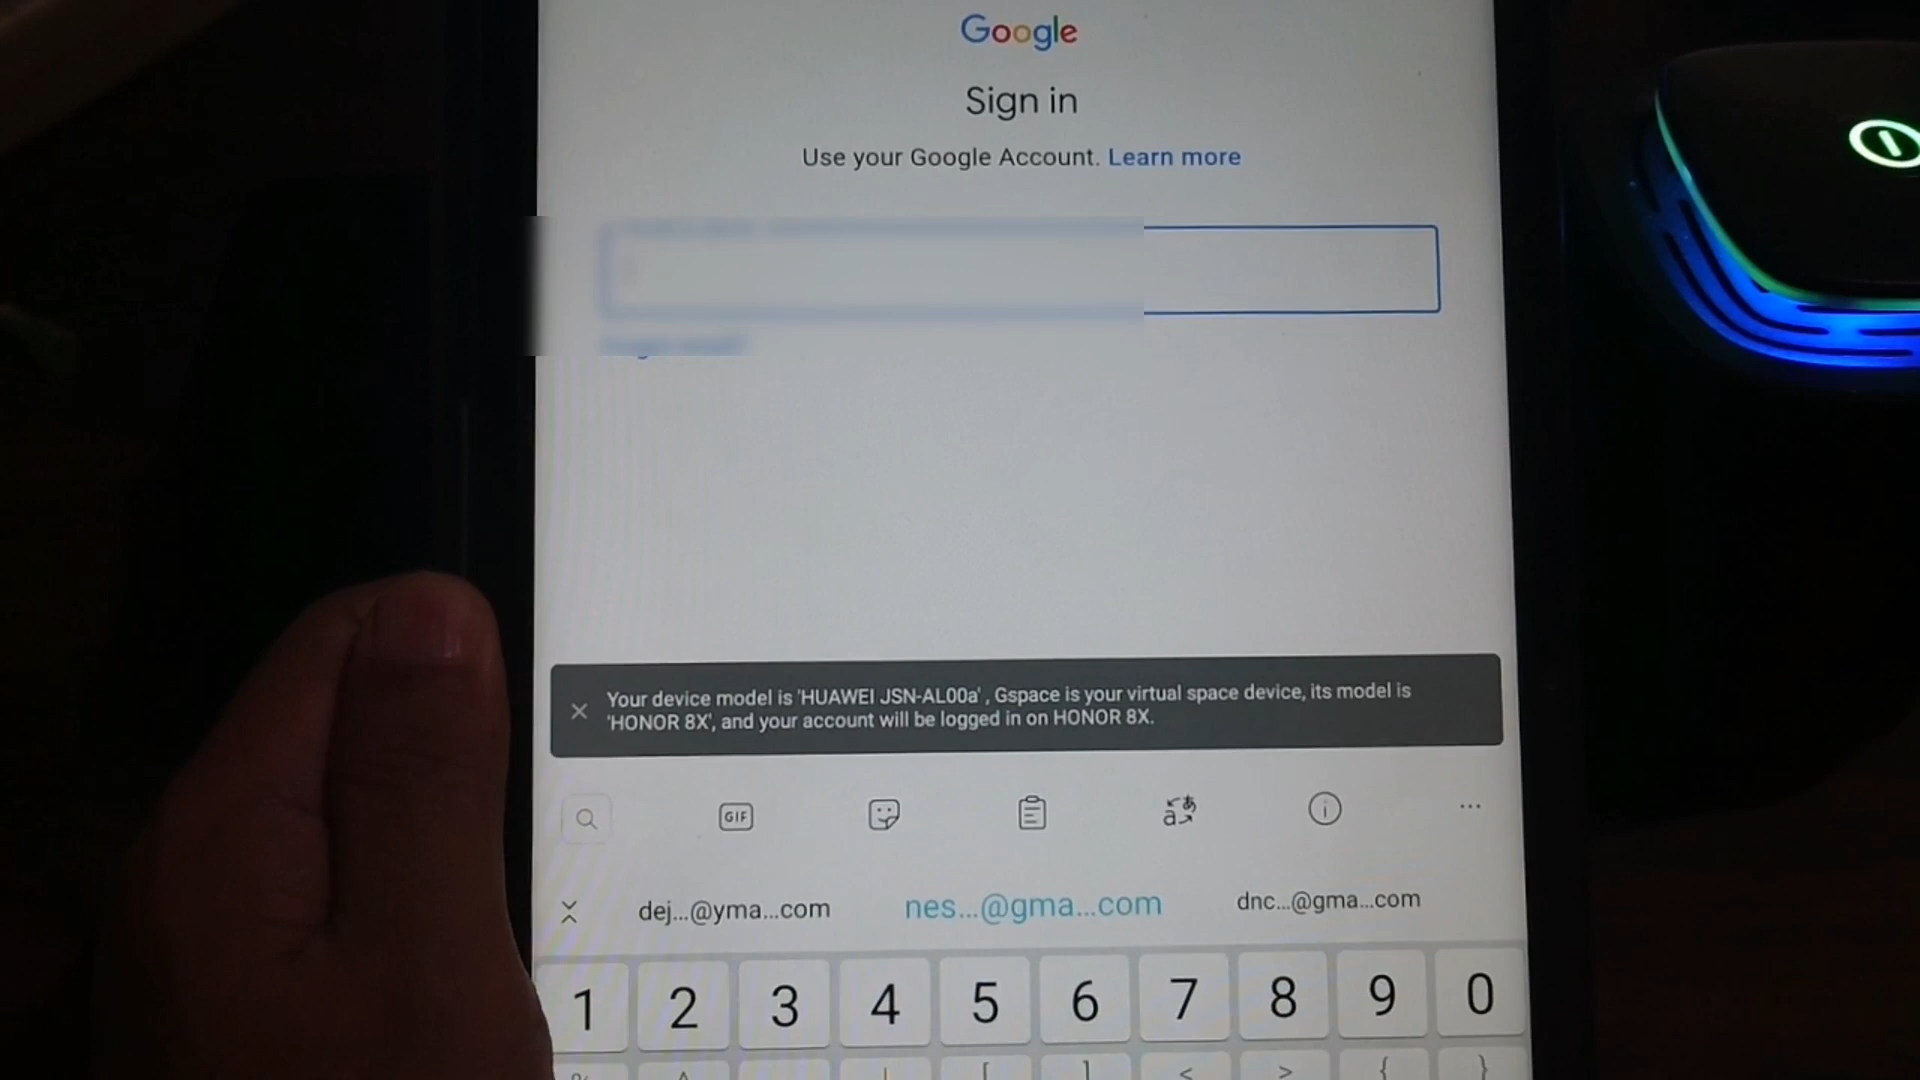 Google
Sign in
Use your Google Account. Learn more
Your device model is 'HUAWEI JSN-AL00a' , Gspace is your virtual space device, its model is
'HONOR 8X', and your account will be logged in on HONOR 8X.
GIF
dej...@yma...com nes...@gma...com dnc...@gma...com
1 2 3 4 5 6 7 8 9 0
[ ] < > { }